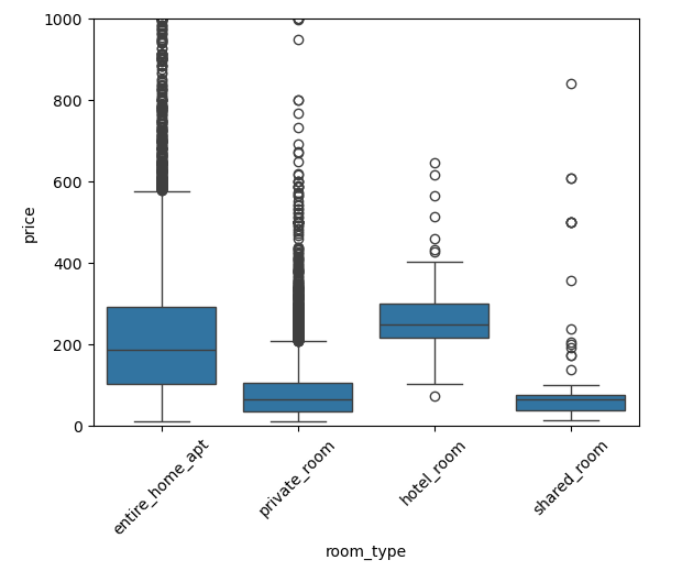 1000
800
600
400
200
0
price
entire_home_apt
private_room
hotel_room
shared_room
room_type